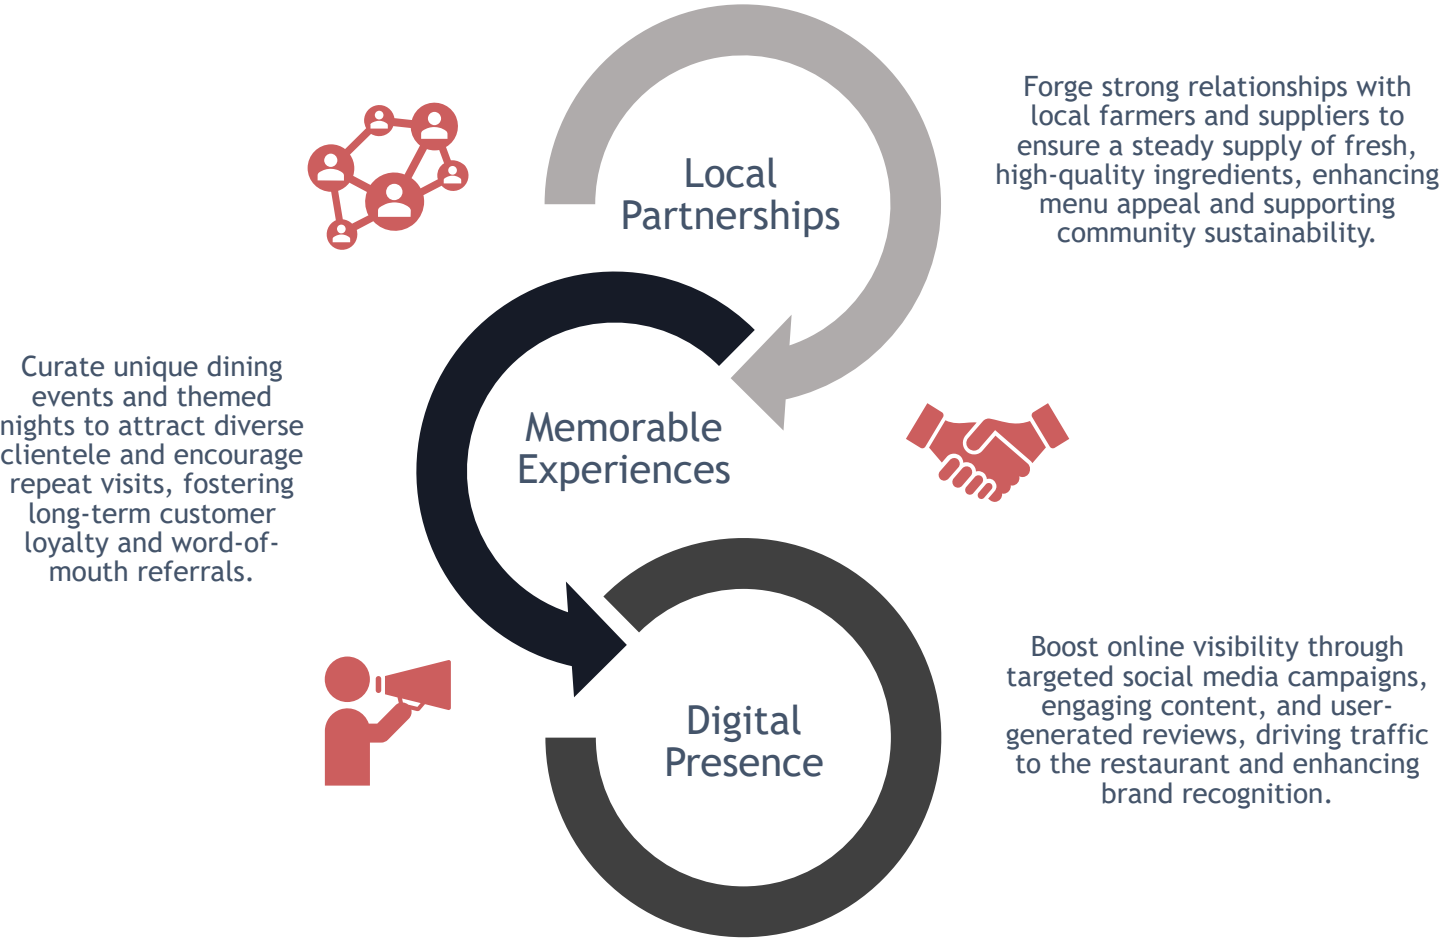 Local
Partnerships
Forge strong relationships with
local farmers and suppliers to
ensure a steady supply of fresh,
high-quality ingredients, enhancing
menu appeal and supporting
community sustainability.
Memorable
Experiences
Curate unique dining
events and themed
nights to attract diverse
clientele and encourage
repeat visits, fostering
long-term customer
loyalty and word-of-
mouth referrals.
Digital
Presence
Boost online visibility through
targeted social media campaigns,
engaging content, and user-
generated reviews, driving traffic
to the restaurant and enhancing
brand recognition.